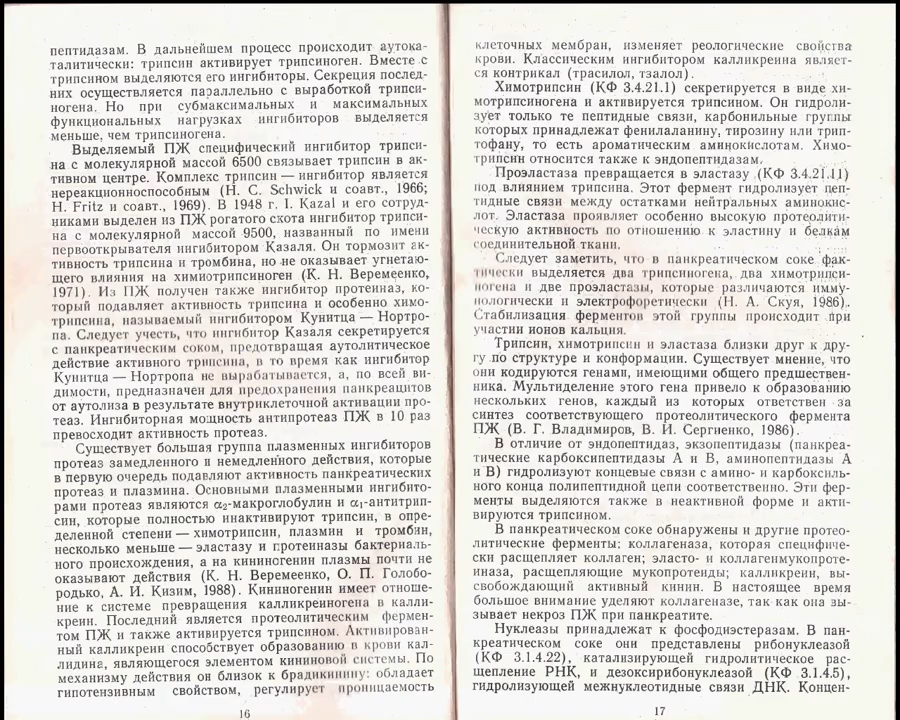 пептидазам. В дальнейшем процесс происходит аутока-
талитически: трипсин активирует трипсиноген. Вместе с
трипсином выделяются его ингибиторы. Секреция послед-
них осуществляется параллельно с выработкой трипси-
ногена. Но при субмаксимальных и максимальных
функциональных нагрузках ингибиторов выделяется
меньше, чем трипсиногена.
Выделяемый ПЖ специфический ингибитор трипси-
на с молекулярной массой 6500 связывает трипсин в ак-
тивном центре. Комплекс трипсин — ингибитор является
нереакционноспособным (H. C. Schwick и соавт., 1966;
H. Fritz и соавт., 1969). В 1948 г. I. Kazal и его сотруд-
никами выделен из ПЖ рогатого скота ингибитор трипси-
на с молекулярной массой 9500, названный по имени
первооткрывателя ингибитором Казаля. Он тормозит ак-
тивность трипсина и тромбина, но не оказывает угнетаю-
щего влияния на химиотрипсиноген (К. Н. Веремеенко,
1971). Из ПЖ получен также ингибитор протеиназ, ко-
торый подавляет активность трипсина и особенно химо-
трипсина, называемый ингибитором Кунитца — Нортро-
па. Следует учесть, что ингибитор Казаля секретируется
с панкреатическим соком, предотвращая аутолитическое
действие активного трипсина, в то время как ингибитор
Кунитца — Нортропа не вырабатывается, а, по всей ви-
димости, предназначен для предохранения панкреацитов
от аутолиза в результате внутриклеточной активации про-
теаз. Ингибиторная мощность антипротеаз ПЖ в 10 раз
превосходит активность протеаз.
Существует большая группа плазменных ингибиторов
протеаз замедленного и немедленного действия, которые
в первую очередь подавляют активность панкреатических
протеаз и плазмина. Основными плазменными ингибито-
рами протеаз являются α₂-макроглобулин и α₁-антитрип-
син, которые полностью инактивируют трипсин, в опре-
деленной степени — химотрипсин, плазмин и тромбин,
несколько меньше — эластазу и протеиназы бактериаль-
ного происхождения, а на кининогенин плазмы почти не
оказывают действия (К. Н. Веремеенко, О. П. Голобо-
родько, А. И. Кизим, 1988). Кининогенин имеет отноше-
ние к системе превращения калликреиногена в калли-
креин. Последний является протеолитическим фермен-
том ПЖ и также активируется трипсином. Активирован-
ный калликреин способствует образованию в крови кал-
лидина, являющегося элементом кининовой системы. По
механизму действия он близок к брадикинину: обладает
гипотензивным свойством, регулирует проницаемость
16
клеточных мембран, изменяет реологические свойства
крови. Классическим ингибитором калликреина являет-
ся контрикал (трасилол, тзалол).
Химотрипсин (КФ 3.4.21.1) секретируется в виде хи-
мотрипсиногена и активируется трипсином. Он гидроли-
зует только те пептидные связи, карбонильные группы
которых принадлежат фенилаланину, тирозину или трип-
тофану, то есть ароматическим аминокислотам. Химо-
трипсин относится также к эндопептидазам.
Проэластаза превращается в эластазу (КФ 3.4.21.11)
под влиянием трипсина. Этот фермент гидролизует пеп-
тидные связи между остатками нейтральных аминокис-
лот. Эластаза проявляет особенно высокую протеолити-
ческую активность по отношению к эластину и белкам
соединительной ткани.
Следует заметить, что в панкреатическом соке фак-
тически выделяется два трипсиногена, два химотрипси-
ногена и две проэластазы, которые различаются имму-
нологически и электрофоретически (Н. А. Скуя, 1986).
Стабилизация ферментов этой группы происходит при
участии ионов кальция.
Трипсин, химотрипсин и эластаза близки друг к дру-
гу по структуре и конформации. Существует мнение, что
они кодируются генами, имеющими общего предшествен-
ника. Мультиделение этого гена привело к образованию
нескольких генов, каждый из которых ответствен за
синтез соответствующего протеолитического фермента
ПЖ (В. Г. Владимиров, В. И. Сергиенко, 1986).
В отличие от эндопептидаз, экзопептидазы (панкреа-
тические карбоксипептидазы А и В, аминопептидазы А
и В) гидролизуют концевые связи с амино- и карбоксиль-
ного конца полипептидной цепи соответственно. Эти фер-
менты выделяются также в неактивной форме и акти-
вируются трипсином.
В панкреатическом соке обнаружены и другие протео-
литические ферменты: коллагеназа, которая специфиче-
ски расщепляет коллаген; эласто- и коллагенмукопроте-
иназа, расщепляющие мукопротеиды; калликреин, вы-
свобождающий активный кинин. В настоящее время
большое внимание уделяют коллагеназе, так как она вы-
зывает некроз ПЖ при панкреатите.
Нуклеазы принадлежат к фосфодиэстеразам. В пан-
креатическом соке они представлены рибонуклеазой
(КФ 3.1.4.22), катализирующей гидролитическое рас-
щепление РНК, и дезоксирибонуклеазой (КФ 3.1.4.5),
гидролизующей межнуклеотидные связи ДНК. Концен-
17